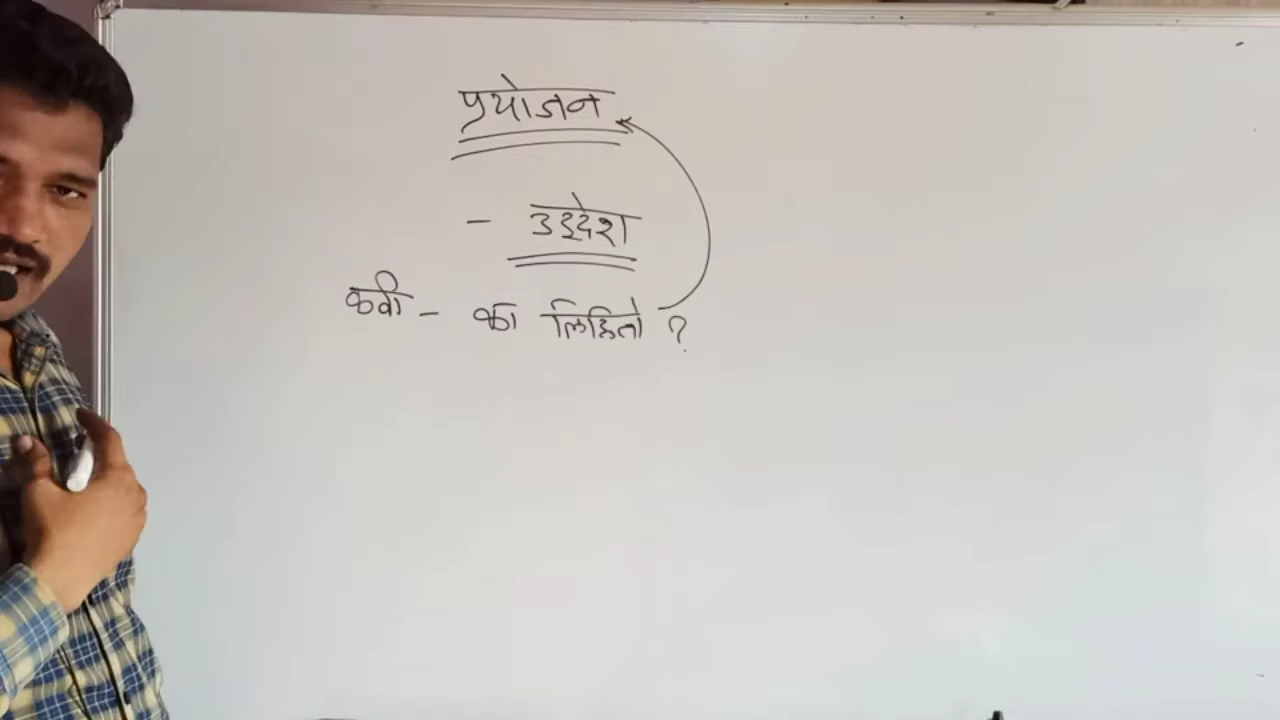 प्रयोजन
- उद्देश
कवी - का लिहितो ?